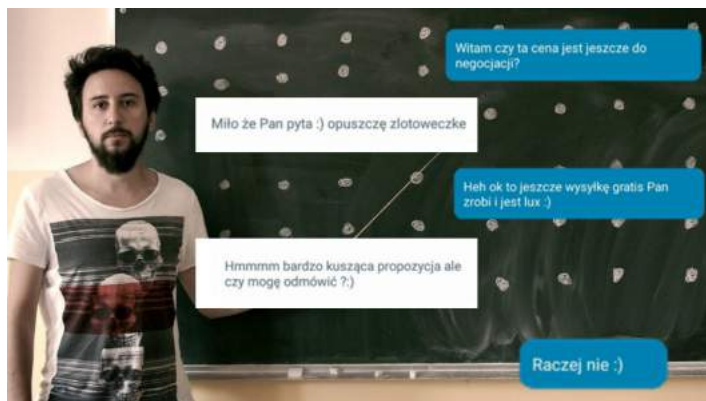 Witam czy ta cena jest jeszcze do
negocjacji?
Miło że Pan pyta :) opuszczę zlotoweczke
Heh ok to jeszcze wysyłkę gratis Pan
zrobi i jest lux :)
Hmmmm bardzo kusząca propozycja ale
czy mogę odmówić ?:)
Raczej nie :)